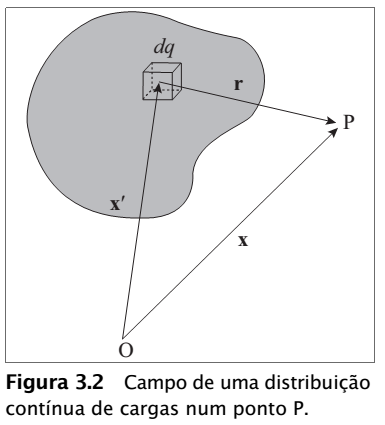 dq
r
P
x′
x
O
Figura 3.2 Campo de uma distribuição
contínua de cargas num ponto P.